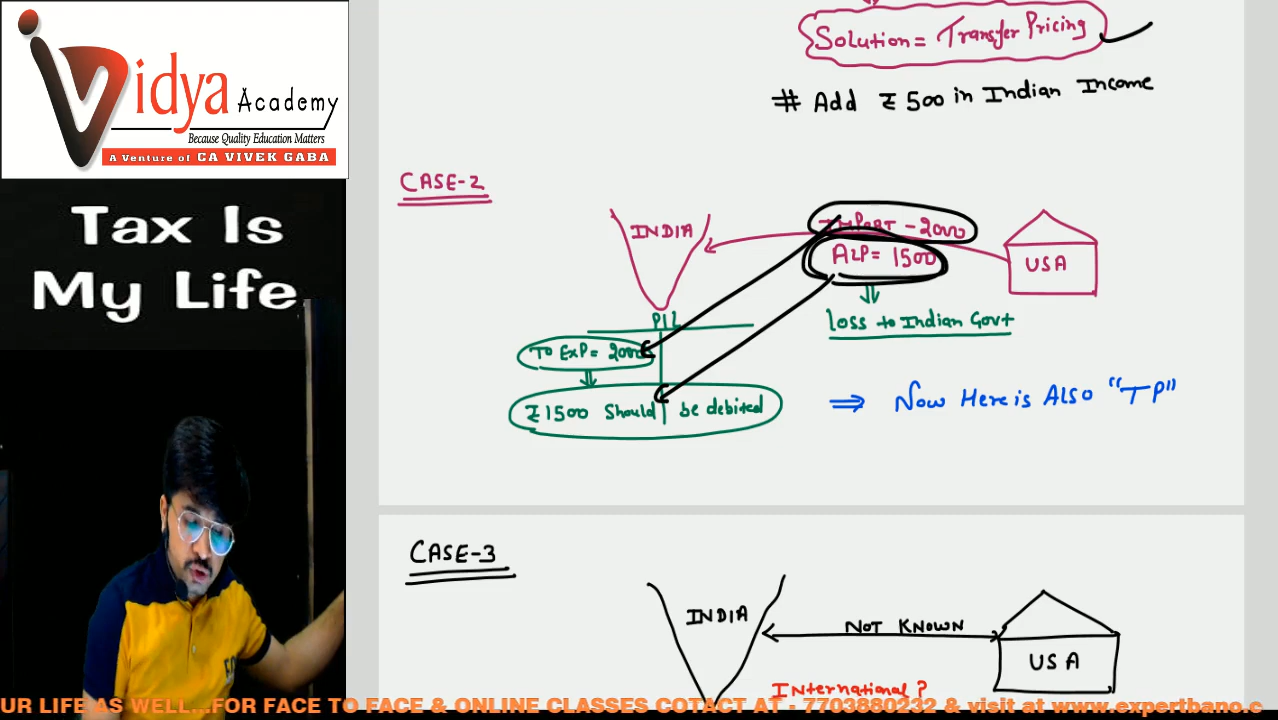 Vidya Academy
Because Quality Education Matters
A Venture of CA VIVEK GABA
Tax Is
My Life
Solution = Transfer Pricing
# Add ₹ 500 in Indian Income
CASE-2
INDIA
IMPORT - 2000
ALP = 1500
USA
loss to Indian Govt
P/L
To Exp = 2000
₹1500 Should be debited
⇒ Now Here is Also "TP"
CASE-3
INDIA
NOT KNOWN
USA
International?
UR LIFE AS WELL...FOR FACE TO FACE & ONLINE CLASSES COTACT AT - 7703880232 & visit at www.expertbano.c